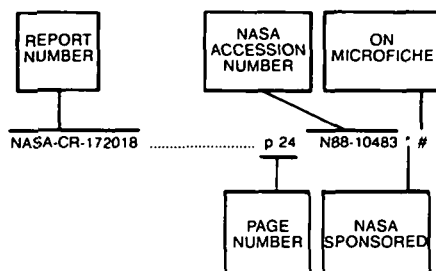 REPORT
NUMBER
NASA
ACCESSION
NUMBER
ON
MICROFICHE
NASA-CR-172018 .................... p 24 N88-10483 * #
PAGE
NUMBER
NASA
SPONSORED